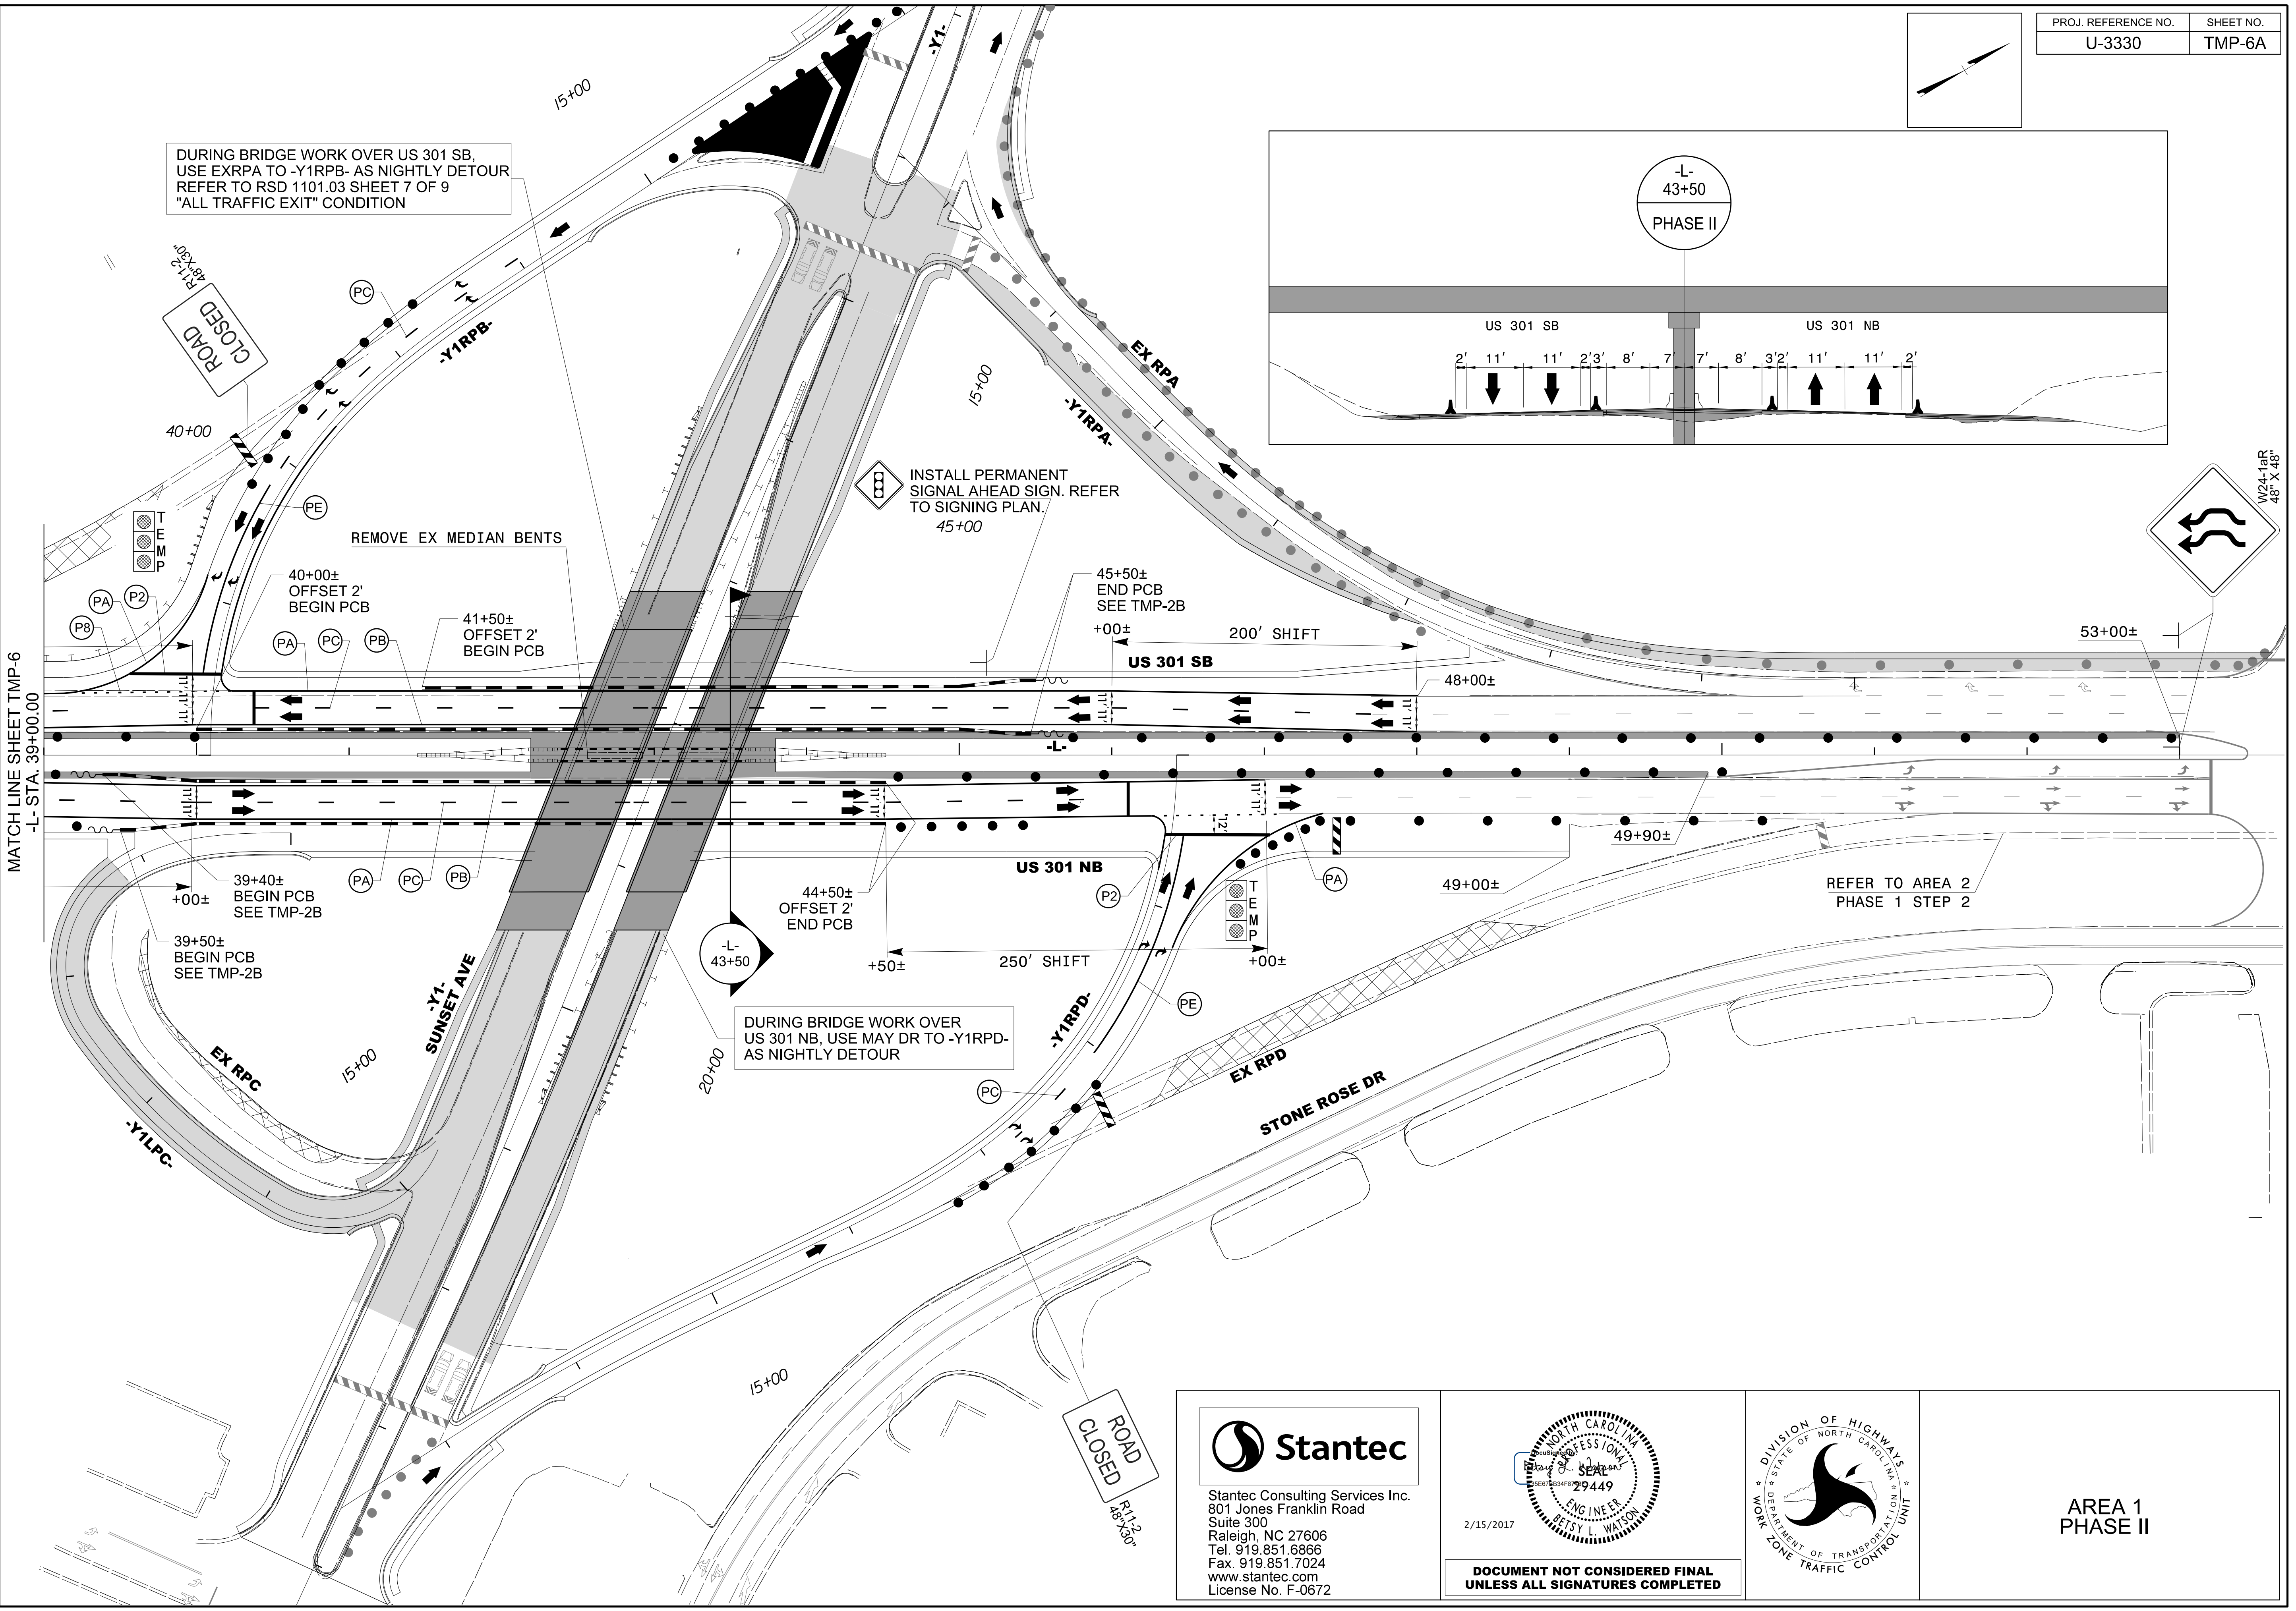 PROJ. REFERENCE NO.
SHEET NO.
U-3330
TMP-6A
-Y1-
15+00
DURING BRIDGE WORK OVER US 301 SB,
USE EXRPA TO -Y1RPB- AS NIGHTLY DETOUR
REFER TO RSD 1101.03 SHEET 7 OF 9
"ALL TRAFFIC EXIT" CONDITION
R11-2
48"X30"
ROAD
CLOSED
PC
-Y1RPB-
40+00
PE
TEMP
REMOVE EX MEDIAN BENTS
40+00±
OFFSET 2'
BEGIN PCB
PA
P2
P8
PA
PC
PB
41+50±
OFFSET 2'
BEGIN PCB
15+00
EX RPA
-Y1RPA-
INSTALL PERMANENT
SIGNAL AHEAD SIGN. REFER
TO SIGNING PLAN.
45+00
45+50±
END PCB
SEE TMP-2B
+00±
200' SHIFT
US 301 SB
48+00±
-L-
43+50
PHASE II
US 301 SB
US 301 NB
2'
11'
11'
2'
3'
8'
7'
7'
8'
3'
2'
11'
11'
2'
W24-1aR
48" X 48"
53+00±
MATCH LINE SHEET TMP-6
-L- STA. 39+00.00
11'
11'
11'
11'
11'
11'
-L-
11'
11'
11'
11'
11'
11'
12'
39+40±
BEGIN PCB
SEE TMP-2B
+00±
39+50±
BEGIN PCB
SEE TMP-2B
PA
PC
PB
44+50±
OFFSET 2'
END PCB
US 301 NB
P2
TEMP
PA
49+00±
49+90±
REFER TO AREA 2
PHASE 1 STEP 2
-L-
43+50
+50±
250' SHIFT
+00±
-Y1-
SUNSET AVE
DURING BRIDGE WORK OVER
US 301 NB, USE MAY DR TO -Y1RPD-
AS NIGHTLY DETOUR
-Y1RPD-
PE
PC
EX RPC
15+00
20+00
-Y1LPC-
EX RPD
STONE ROSE DR
15+00
ROAD
CLOSED
R11-2
48"X30"
Stantec
Stantec Consulting Services Inc.
801 Jones Franklin Road
Suite 300
Raleigh, NC 27606
Tel. 919.851.6866
Fax. 919.851.7024
www.stantec.com
License No. F-0672
NORTH CAROLINA
PROFESSIONAL
SEAL
29449
ENGINEER
BETSY L. WATSON
2/15/2017
DOCUMENT NOT CONSIDERED FINAL
UNLESS ALL SIGNATURES COMPLETED
DIVISION OF HIGHWAYS
STATE OF NORTH CAROLINA
DEPARTMENT OF TRANSPORTATION
WORK ZONE TRAFFIC CONTROL UNIT
AREA 1
PHASE II